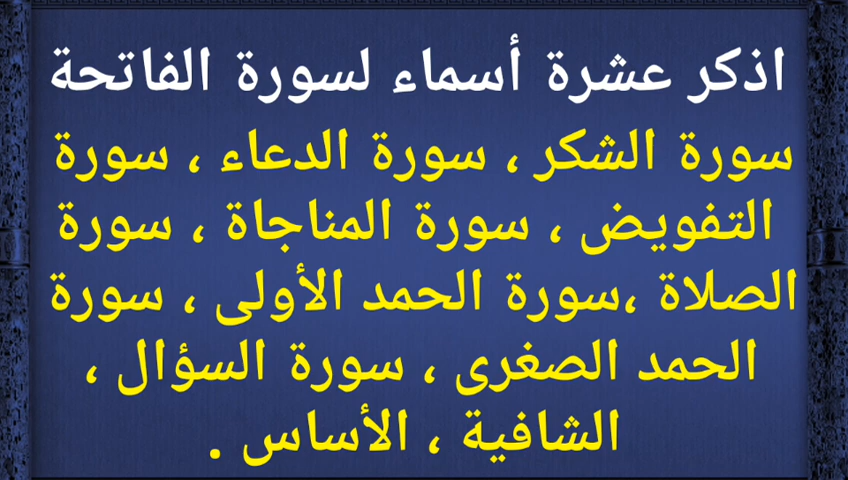 اذكر عشرة أسماء لسورة الفاتحة
سورة الشكر ، سورة الدعاء ، سورة
التفويض ، سورة المناجاة ، سورة
الصلاة ،سورة الحمد الأولى ، سورة
الحمد الصغرى ، سورة السؤال ،
الشافية ، الأساس .